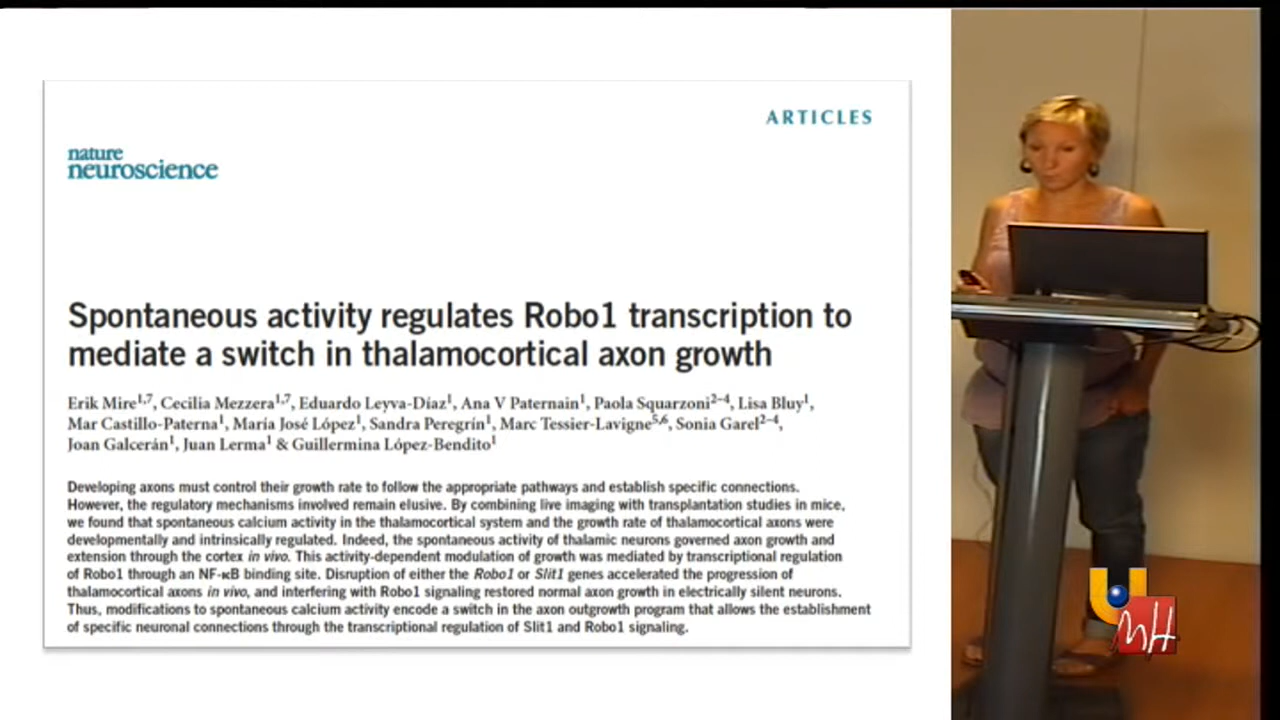 ARTICLES
nature
neuroscience
Spontaneous activity regulates Robo1 transcription to
mediate a switch in thalamocortical axon growth
Erik Mire1,7, Cecilia Mezzera1,7, Eduardo Leyva-Díaz1, Ana V Paternain1, Paola Squarzoni2–4, Lisa Bluy1,
Mar Castillo-Paterna1, María José López1, Sandra Peregrín1, Marc Tessier-Lavigne5,6, Sonia Garel2–4,
Joan Galcerán1, Juan Lerma1 & Guillermina López-Bendito1
Developing axons must control their growth rate to follow the appropriate pathways and establish specific connections.
However, the regulatory mechanisms involved remain elusive. By combining live imaging with transplantation studies in mice,
we found that spontaneous calcium activity in the thalamocortical system and the growth rate of thalamocortical axons were
developmentally and intrinsically regulated. Indeed, the spontaneous activity of thalamic neurons governed axon growth and
extension through the cortex in vivo. This activity-dependent modulation of growth was mediated by transcriptional regulation
of Robo1 through an NF-κB binding site. Disruption of either the Robo1 or Slit1 genes accelerated the progression of
thalamocortical axons in vivo, and interfering with Robo1 signaling restored normal axon growth in electrically silent neurons.
Thus, modifications to spontaneous calcium activity encode a switch in the axon outgrowth program that allows the establishment
of specific neuronal connections through the transcriptional regulation of Slit1 and Robo1 signaling.
U
MH